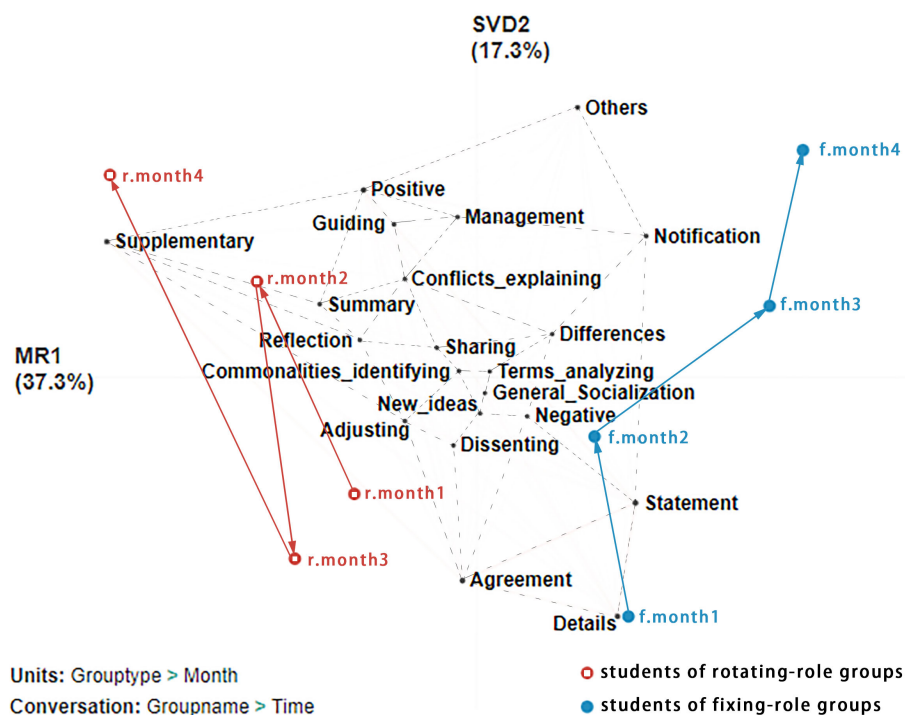 SVD2
(17.3%)
Others
f.month4
r.month4
Positive
Guiding
Management
Supplementary
Notification
r.month2
Conflicts_explaining
Summary
f.month3
Reflection
Sharing
Differences
MR1
(37.3%)
Commonalities_identifying
Terms_analyzing
General_Socialization
New_ideas
Negative
Adjusting
Dissenting
f.month2
r.month1
Statement
r.month3
Agreement
Details
f.month1
Units: Grouptype > Month
students of rotating-role groups
Conversation: Groupname > Time
students of fixing-role groups